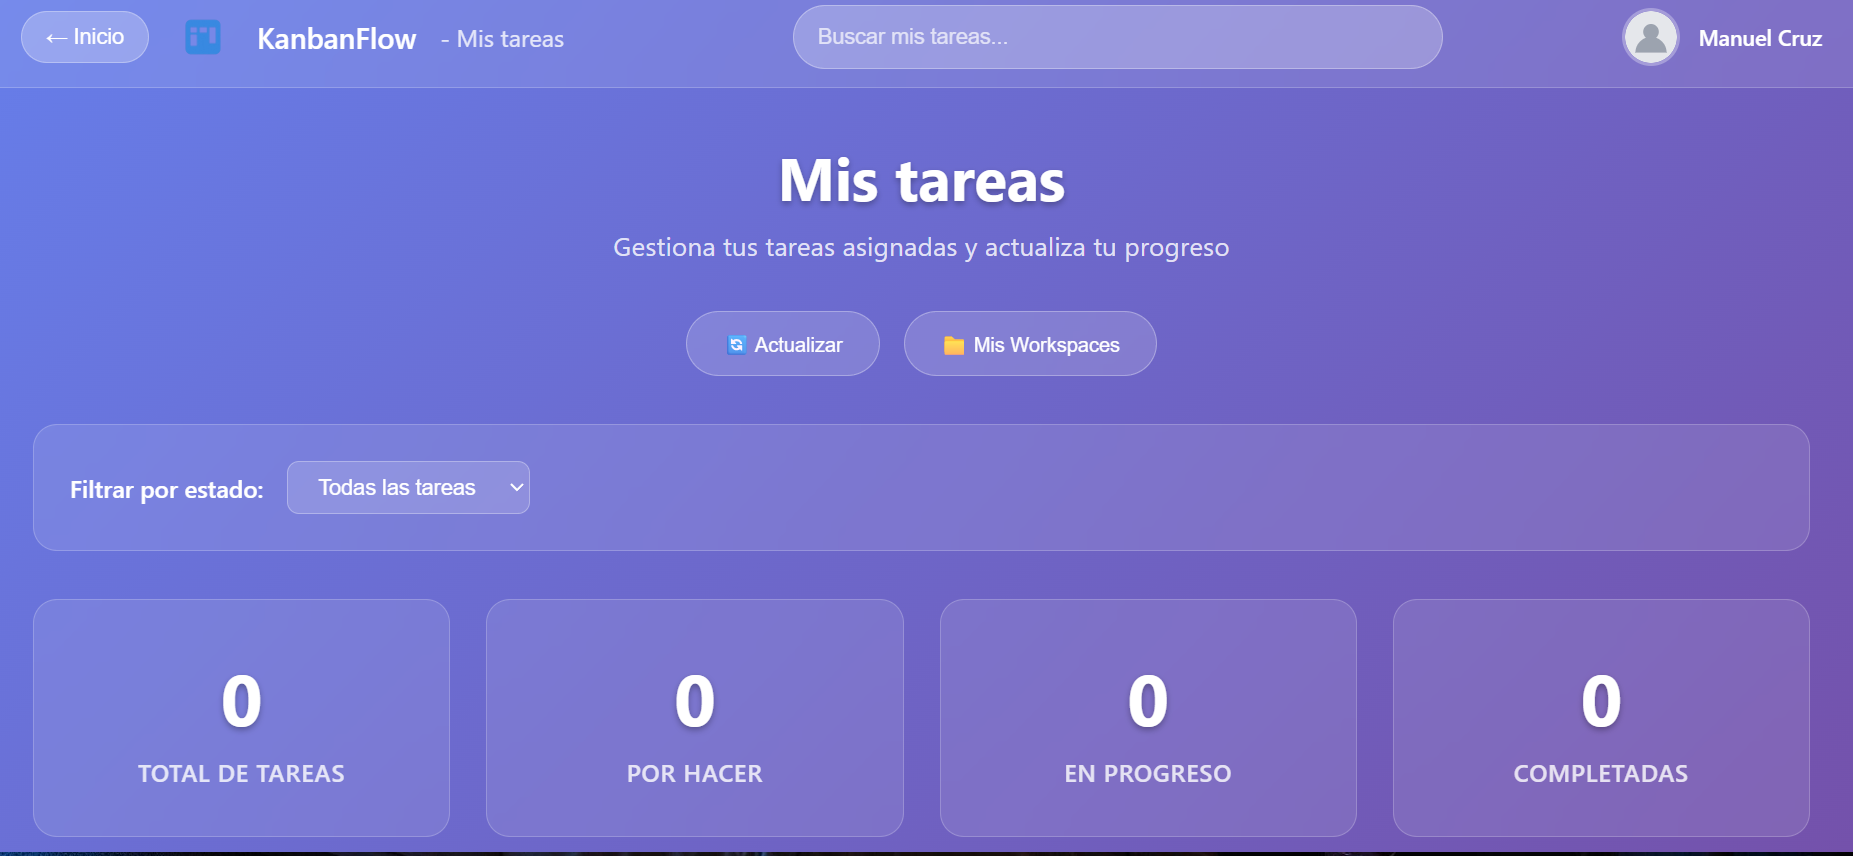 ← Inicio
KanbanFlow
- Mis tareas
Buscar mis tareas...
Manuel Cruz
Mis tareas
Gestiona tus tareas asignadas y actualiza tu progreso
Actualizar
Mis Workspaces
Filtrar por estado:
Todas las tareas
0
TOTAL DE TAREAS
0
POR HACER
0
EN PROGRESO
0
COMPLETADAS